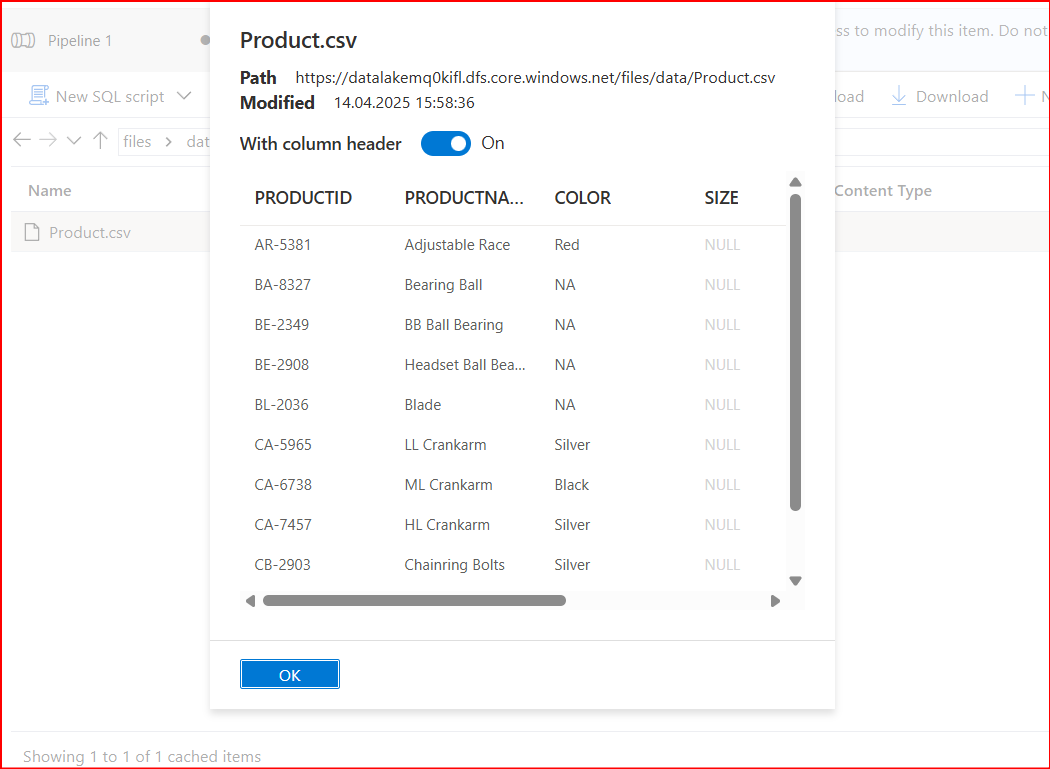 Pipeline 1
ss to modify this item. Do not
New SQL script
load
Download
N
files
dat
Name
Content Type
Product.csv
Product.csv
Path https://datalakemq0kifl.dfs.core.windows.net/files/data/Product.csv
Modified 14.04.2025 15:58:36
With column header On
PRODUCTID PRODUCTNA... COLOR SIZE
AR-5381 Adjustable Race Red NULL
BA-8327 Bearing Ball NA NULL
BE-2349 BB Ball Bearing NA NULL
BE-2908 Headset Ball Bea... NA NULL
BL-2036 Blade NA NULL
CA-5965 LL Crankarm Silver NULL
CA-6738 ML Crankarm Black NULL
CA-7457 HL Crankarm Silver NULL
CB-2903 Chainring Bolts Silver NULL
OK
Showing 1 to 1 of 1 cached items